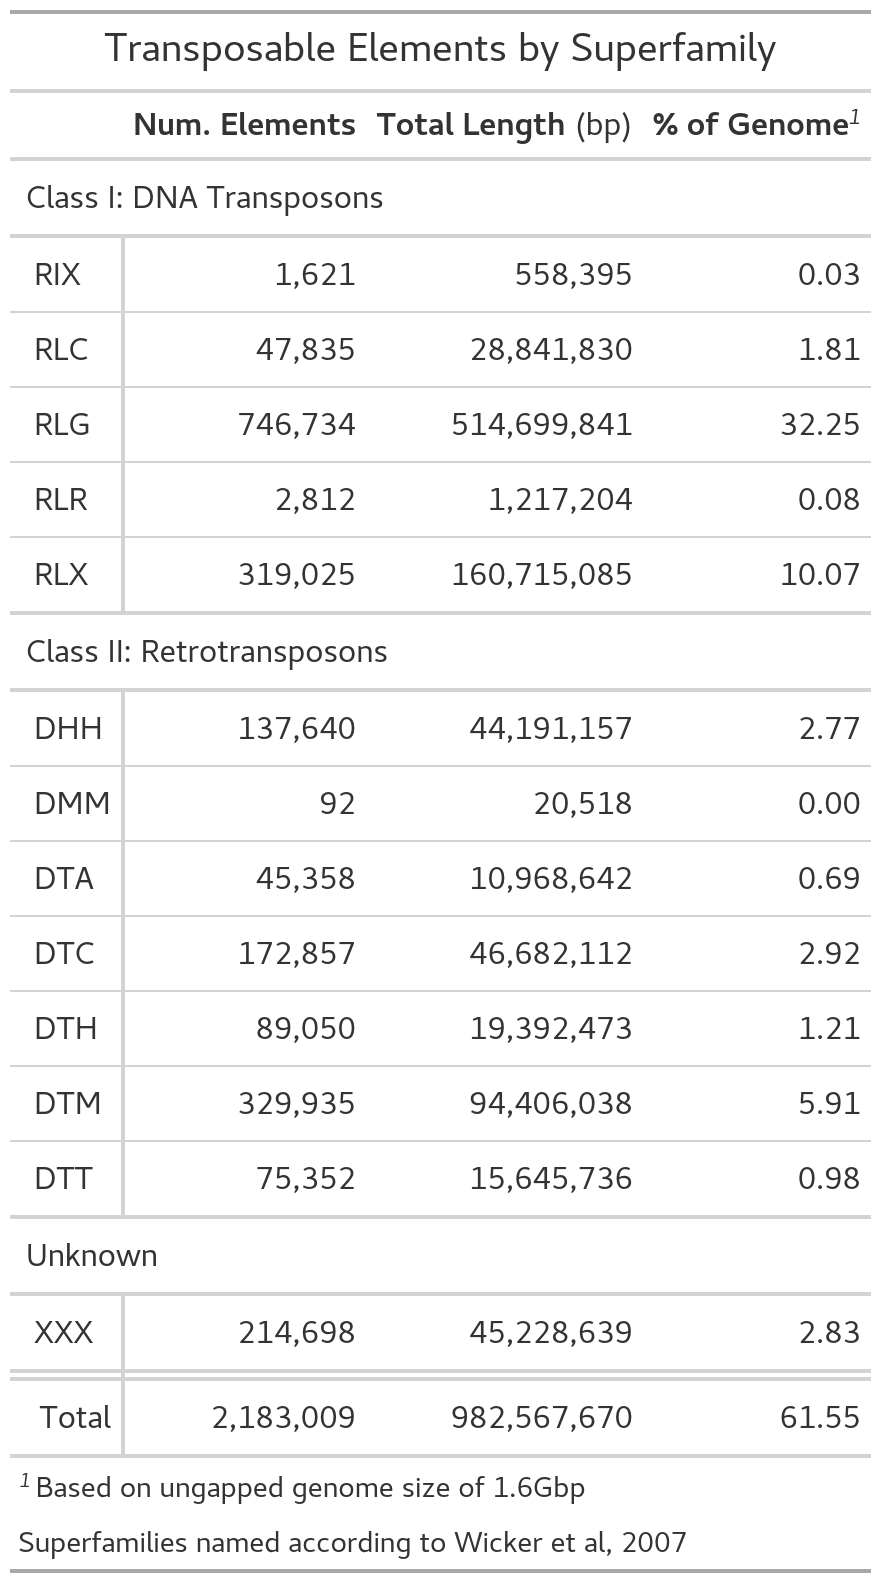 Transposable Elements by Superfamily
Num. Elements Total Length (bp) % of Genome1
Class I: DNA Transposons
RIX 1,621 558,395 0.03
RLC 47,835 28,841,830 1.81
RLG 746,734 514,699,841 32.25
RLR 2,812 1,217,204 0.08
RLX 319,025 160,715,085 10.07
Class II: Retrotransposons
DHH 137,640 44,191,157 2.77
DMM 92 20,518 0.00
DTA 45,358 10,968,642 0.69
DTC 172,857 46,682,112 2.92
DTH 89,050 19,392,473 1.21
DTM 329,935 94,406,038 5.91
DTT 75,352 15,645,736 0.98
Unknown
XXX 214,698 45,228,639 2.83
Total 2,183,009 982,567,670 61.55
1 Based on ungapped genome size of 1.6Gbp
Superfamilies named according to Wicker et al, 2007